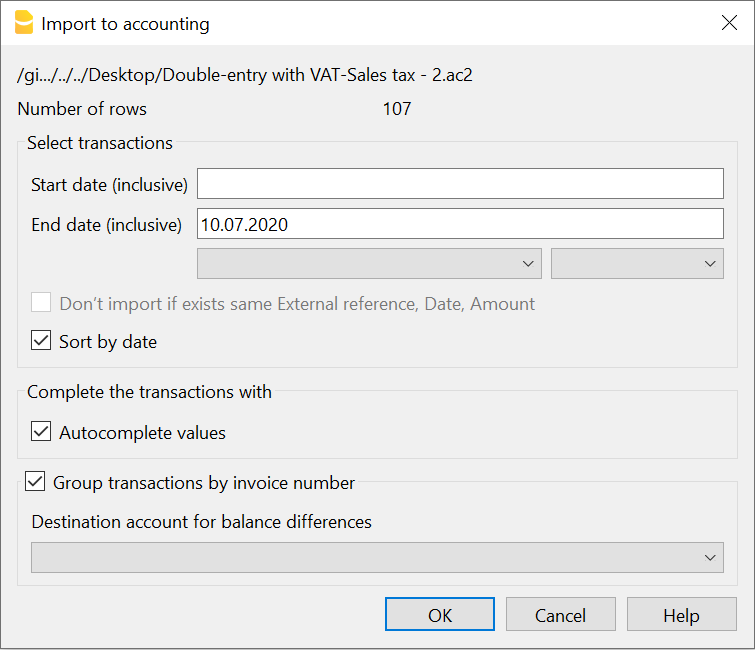 Import to accounting
/gi.../../../Desktop/Double-entry with VAT-Sales tax - 2.ac2
Number of rows 107
Select transactions
Start date (inclusive)
End date (inclusive) 10.07.2020
Don't import if exists same External reference, Date, Amount
Sort by date
Complete the transactions with
Autocomplete values
Group transactions by invoice number
Destination account for balance differences
OK Cancel Help